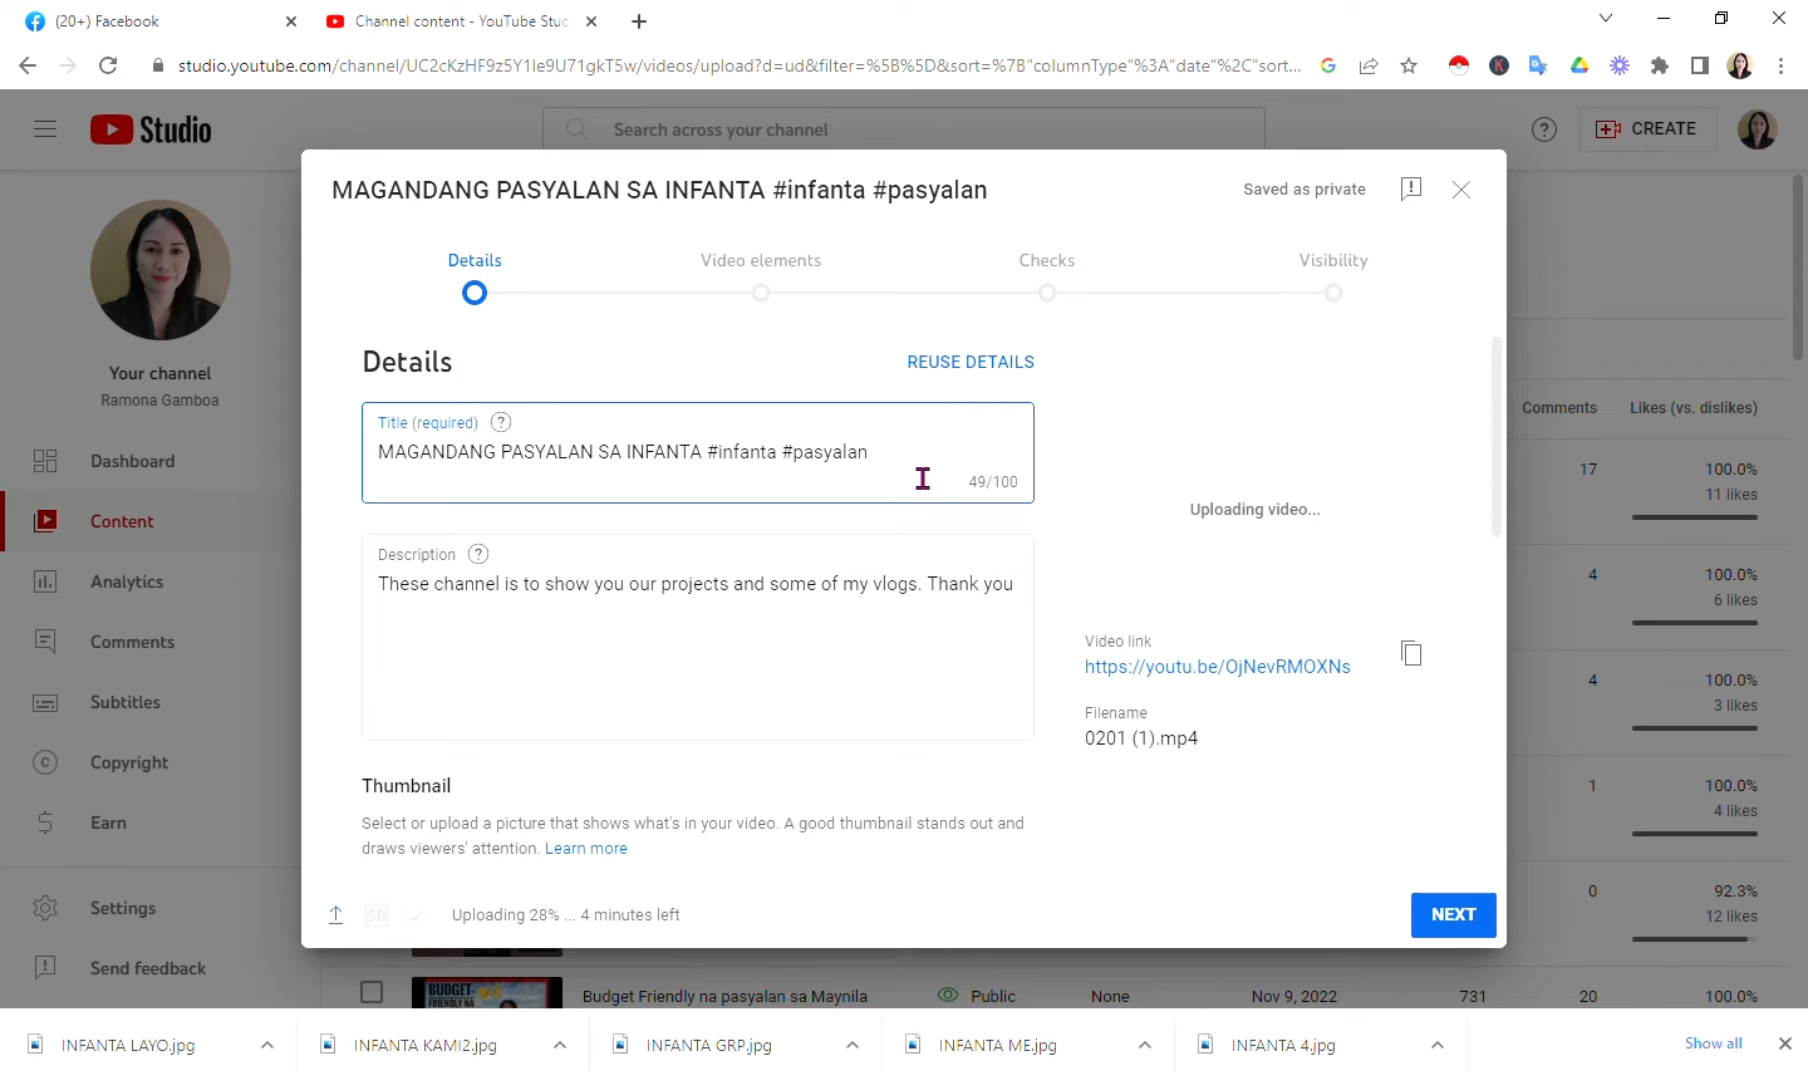 (20+) Facebook
Channel content - YouTube Stud
studio.youtube.com/channel/UC2cKzHF9z5Y1Ie9U71gkT5w/videos/upload?d=ud&filter=%5B%5D&sort=%7B"columnType"%3A"date"%2C"sort...
Studio
Search across your channel
CREATE
MAGANDANG PASYALAN SA INFANTA #infanta #pasyalan
Saved as private
Details
Video elements
Checks
Visibility
Your channel
Ramona Gamboa
Dashboard
Content
Analytics
Comments
Subtitles
Copyright
Earn
Settings
Send feedback
Details
REUSE DETAILS
Title (required)
MAGANDANG PASYALAN SA INFANTA #infanta #pasyalan
49/100
Description
These channel is to show you our projects and some of my vlogs. Thank you
Uploading video...
Video link
https://youtu.be/OjNevRMOXNs
Filename
0201 (1).mp4
Thumbnail
Select or upload a picture that shows what's in your video. A good thumbnail stands out and
draws viewers' attention. Learn more
SD
Uploading 28% ... 4 minutes left
NEXT
Comments
Likes (vs. dislikes)
17
100.0%
11 likes
4
100.0%
6 likes
4
100.0%
3 likes
1
100.0%
4 likes
0
92.3%
12 likes
BUDGET-
FRIENDLY NA
Budget Friendly na pasyalan sa Maynila
Public
None
Nov 9, 2022
731
20
100.0%
INFANTA LAYO.jpg
INFANTA KAMI2.jpg
INFANTA GRP.jpg
INFANTA ME.jpg
INFANTA 4.jpg
Show all